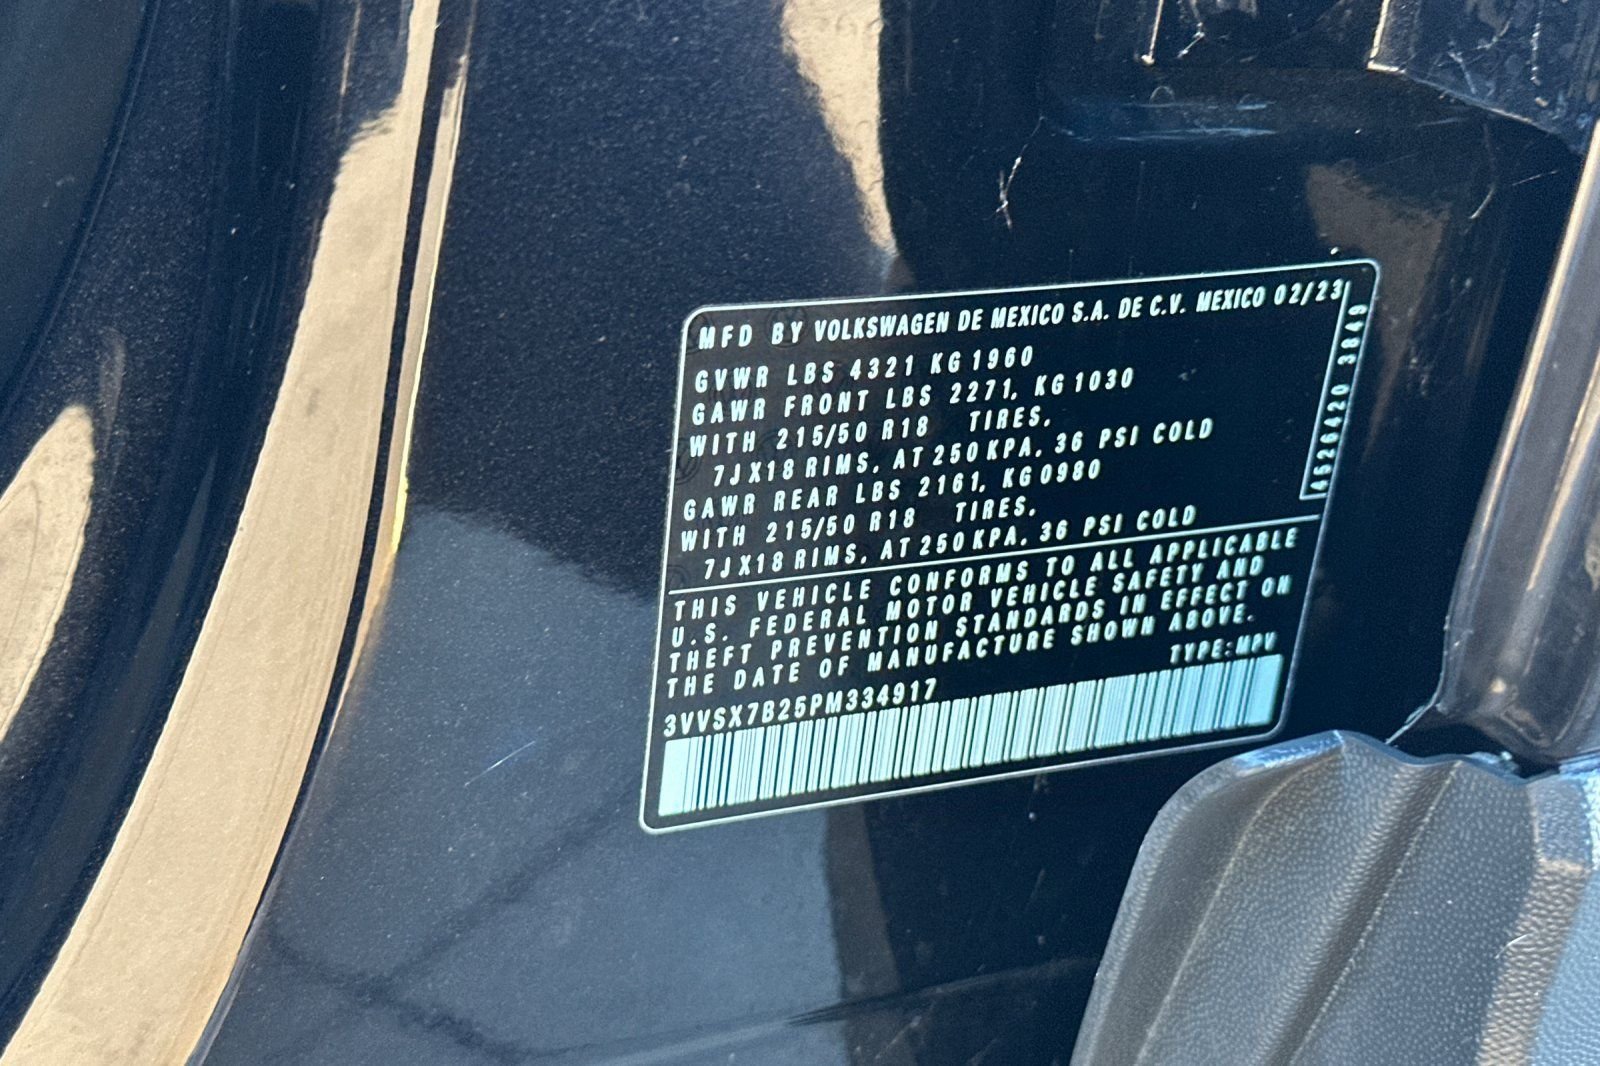 MFD BY VOLKSWAGEN DE MEXICO S.A. DE C.V. MEXICO 02/23
GVWR LBS 4321 KG 1960
GAWR FRONT LBS 2271, KG 1030
WITH 215/50 R18 TIRES,
7JX18 RIMS, AT 250 KPA, 36 PSI COLD
GAWR REAR LBS 2161, KG 0980
WITH 215/50 R18 TIRES,
7JX18 RIMS, AT 250 KPA, 36 PSI COLD
4526420 3849
THIS VEHICLE CONFORMS TO ALL APPLICABLE
U.S. FEDERAL MOTOR VEHICLE SAFETY AND
THEFT PREVENTION STANDARDS IN EFFECT ON
THE DATE OF MANUFACTURE SHOWN ABOVE.
TYPE:MPV
3VVSX7B25PM334917